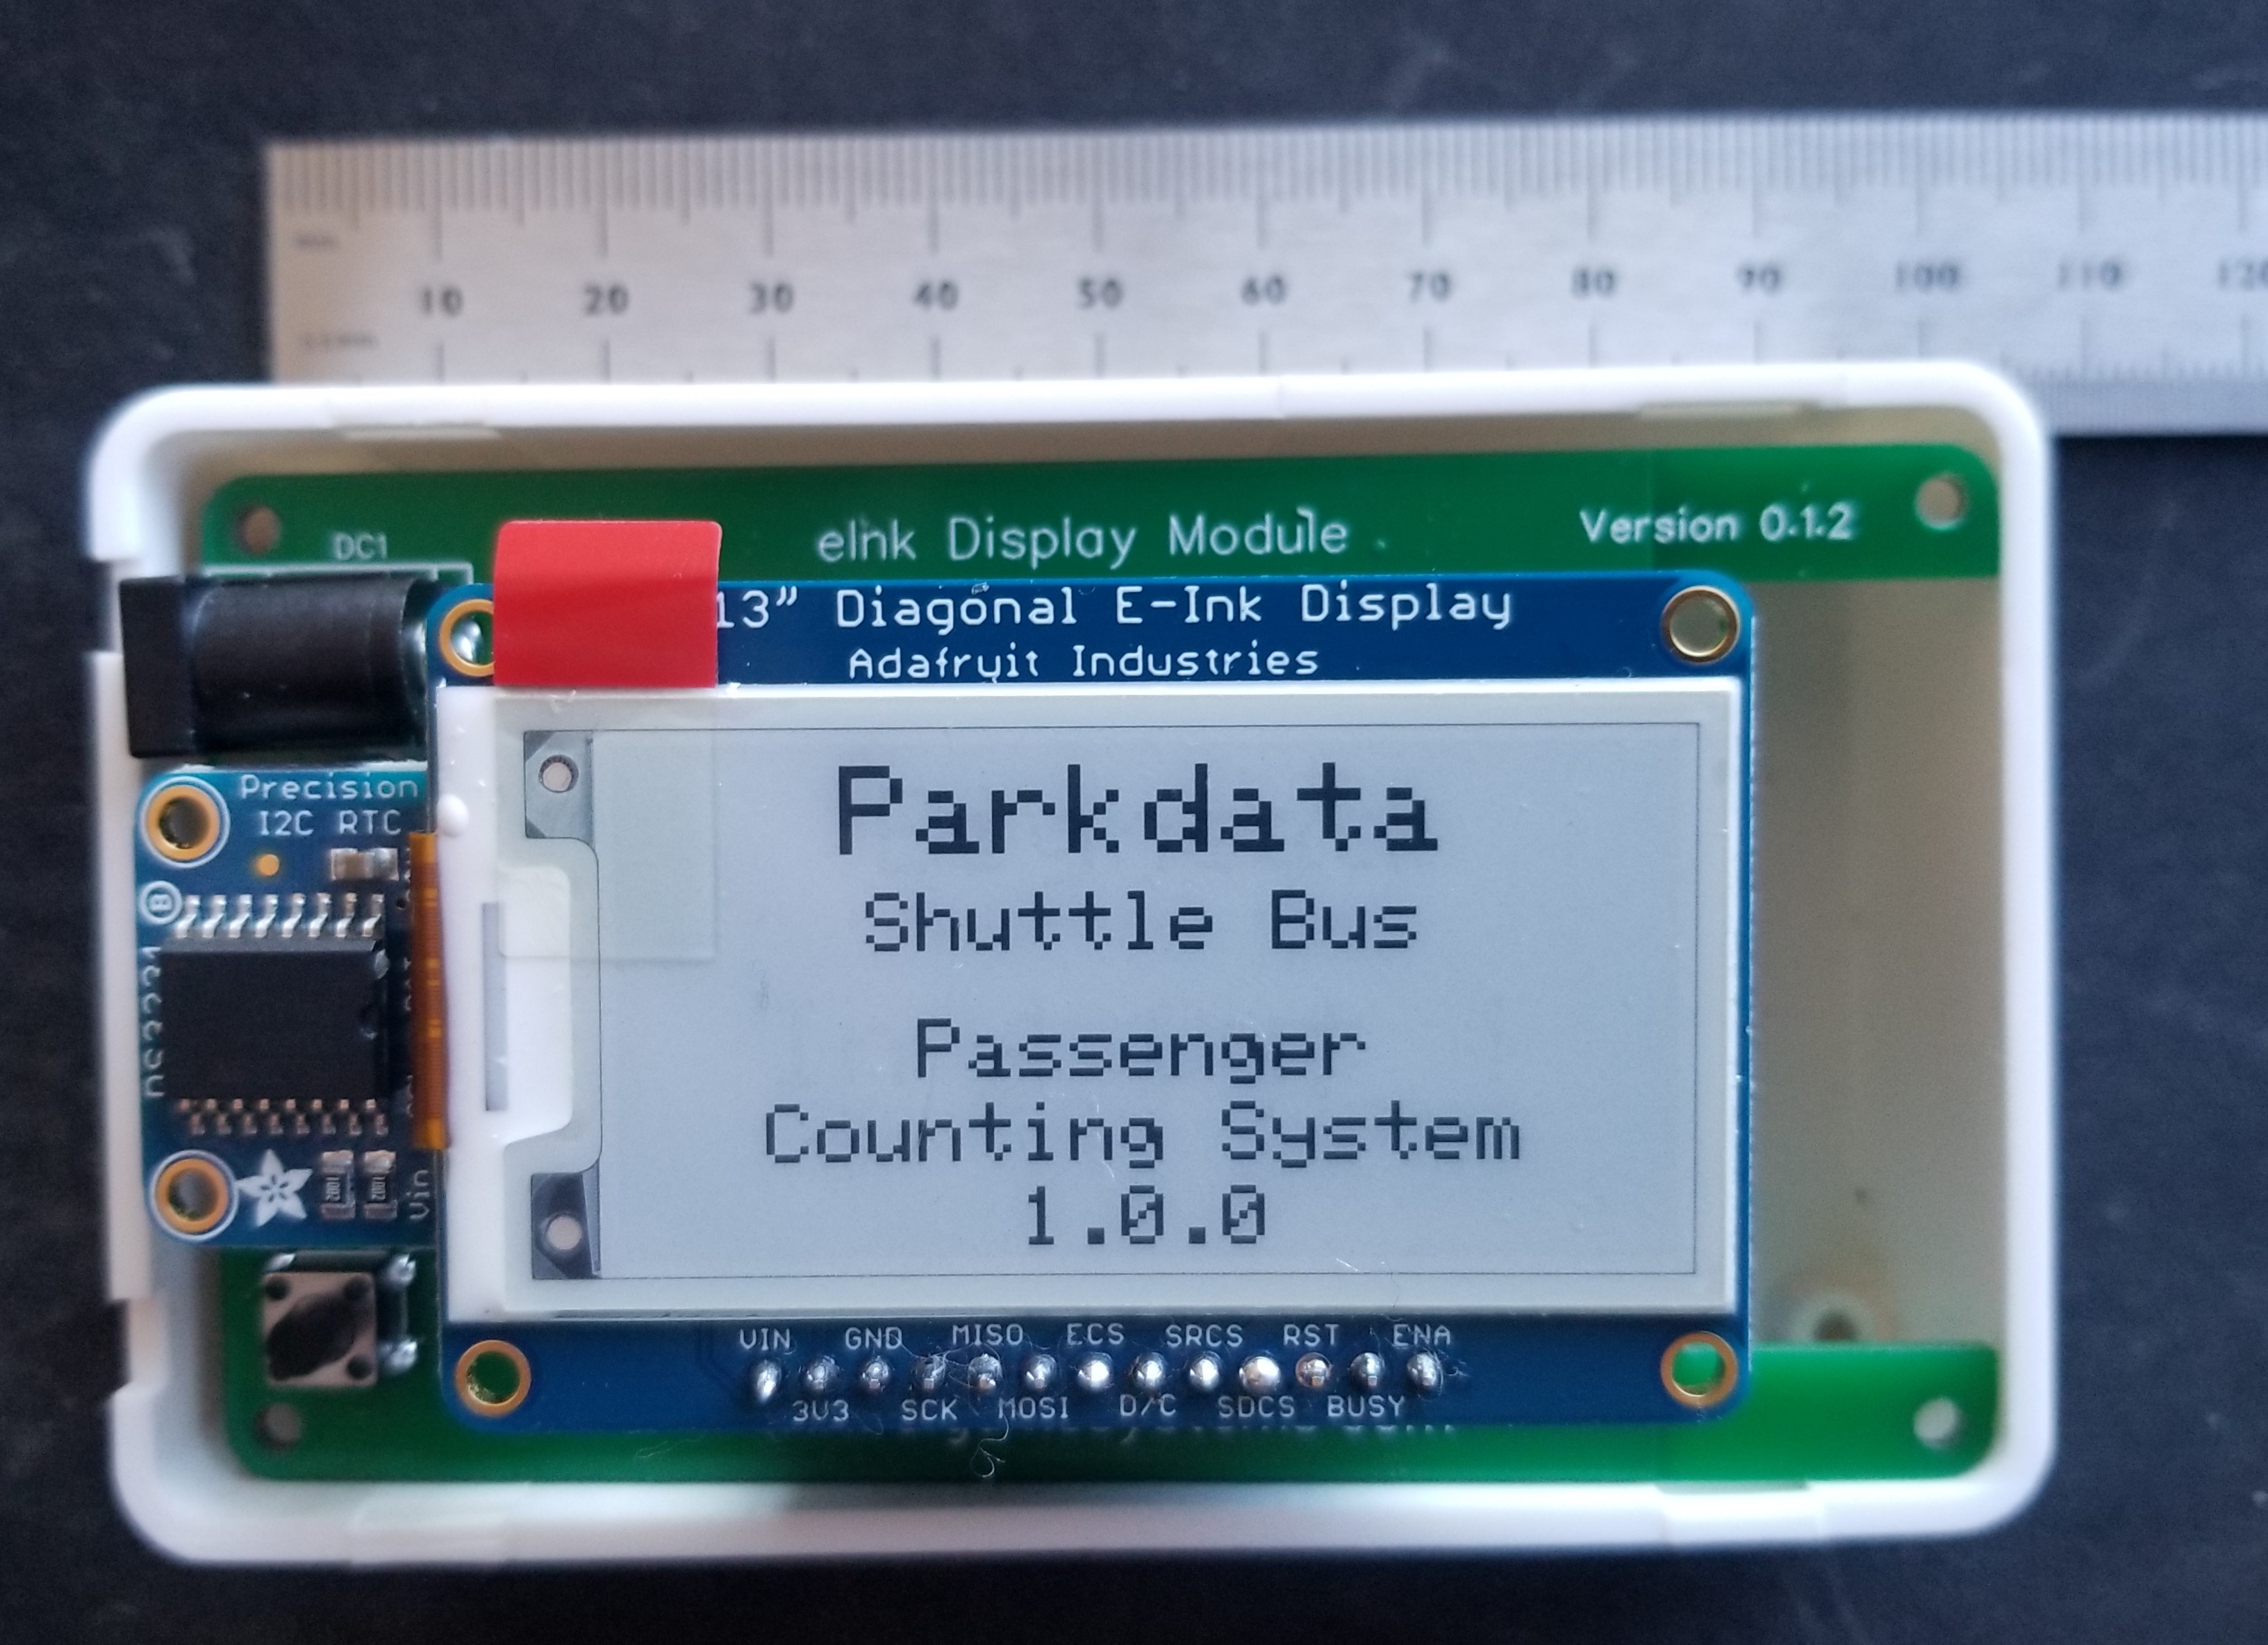 10 20 30 40 50 60 70 80 90 100 110 120
eInk Display Module
Version 0.1.2
DC1
13" Diagonal E-Ink Display
Adafruit Industries
Precision
I2C RTC
Parkdata
Shuttle Bus
Passenger
Counting System
1.0.0
Vin
VIN GND MISO ECS SRCS RST ENA
3V3 SCK MOSI D/C SDCS BUSY